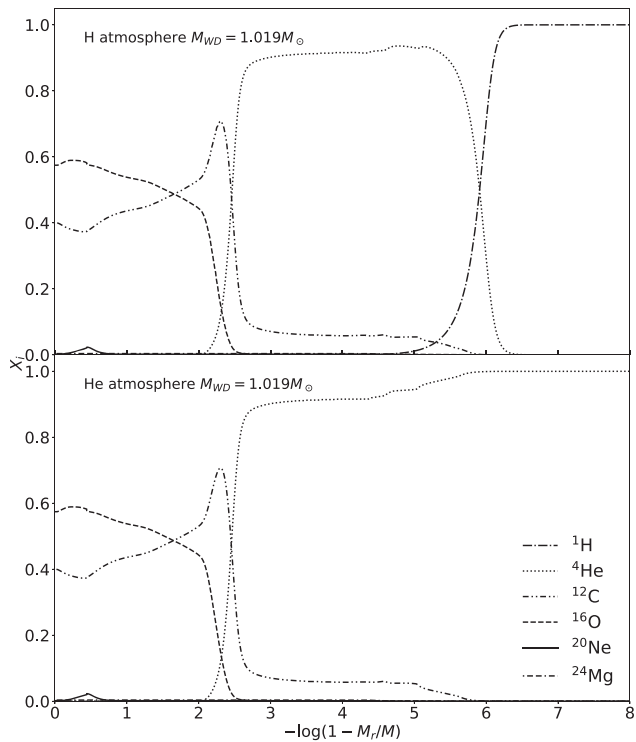 H atmosphere M_WD = 1.019M_⊙
1.0
0.8
0.6
0.4
0.2
0.0
X_i
He atmosphere M_WD = 1.019M_⊙
1.0
0.8
0.6
0.4
0.2
0.0
¹H
⁴He
¹²C
¹⁶O
²⁰Ne
²⁴Mg
0 1 2 3 4 5 6 7 8
−log(1 − M_r/M)